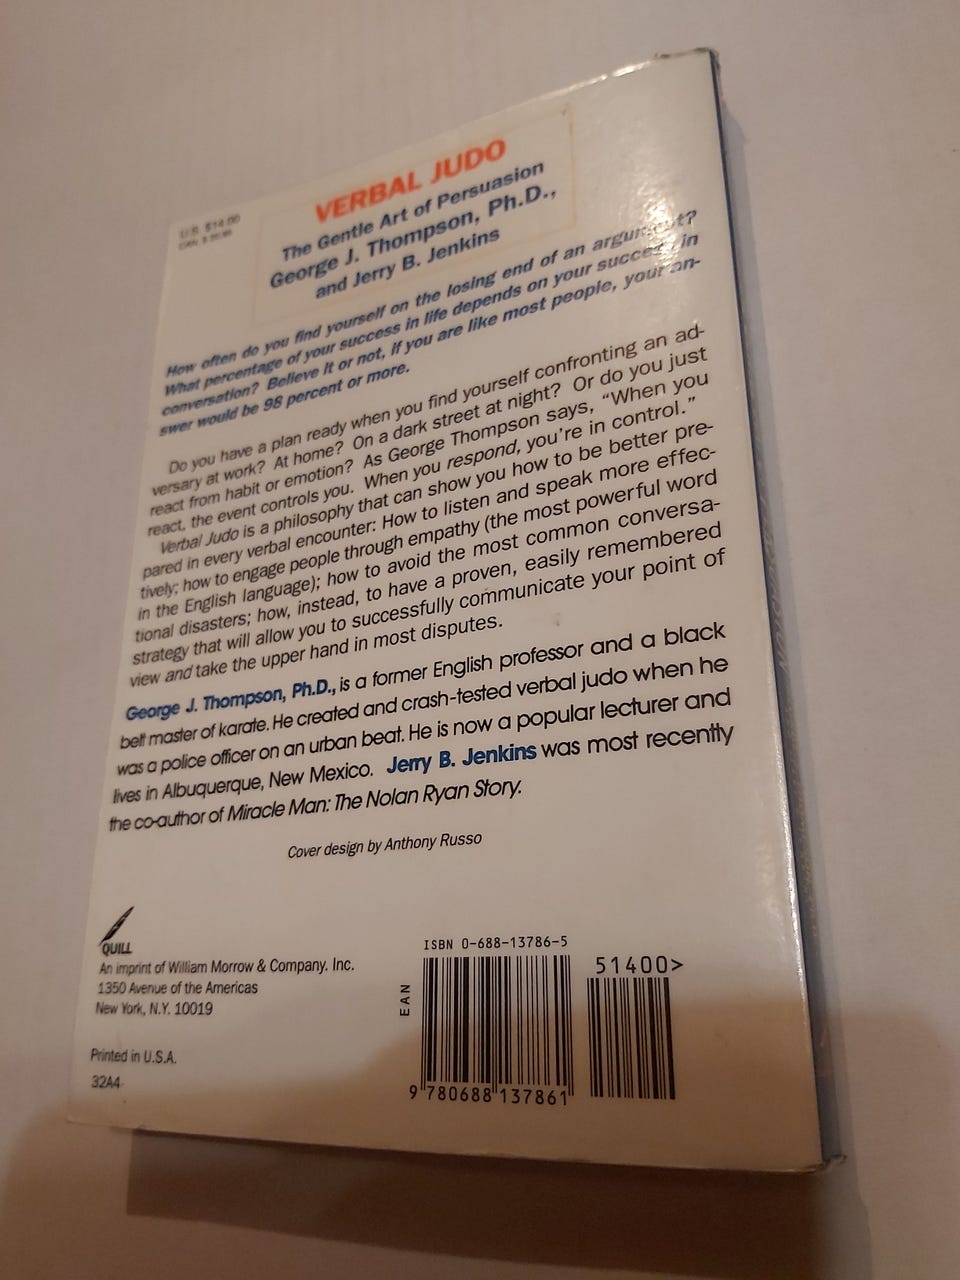 U.S. $14.00
VERBAL JUDO
The Gentle Art of Persuasion
George J. Thompson, Ph.D.,
and Jerry B. Jenkins
How often do you find yourself on the losing end of an argument?
What percentage of your success in life depends on your success in
conversation? Believe it or not, if you are like most people, your an-
swer would be 98 percent or more.
Do you have a plan ready when you find yourself confronting an ad-
versary at work? At home? On a dark street at night? Or do you just
react from habit or emotion? As George Thompson says, “When you
react, the event controls you. When you respond, you’re in control.”
Verbal Judo is a philosophy that can show you how to be better pre-
pared in every verbal encounter: How to listen and speak more effec-
tively; how to engage people through empathy (the most powerful word
in the English language); how to avoid the most common conversa-
tional disasters; how, instead, to have a proven, easily remembered
strategy that will allow you to successfully communicate your point of
view and take the upper hand in most disputes.
George J. Thompson, Ph.D., is a former English professor and a black
belt master of karate. He created and crash-tested verbal judo when he
was a police officer on an urban beat. He is now a popular lecturer and
lives in Albuquerque, New Mexico. Jerry B. Jenkins was most recently
the co-author of Miracle Man: The Nolan Ryan Story.
Cover design by Anthony Russo
QUILL
An imprint of William Morrow & Company. Inc.
1350 Avenue of the Americas
New York, N.Y. 10019
Printed in U.S.A.
32A4
ISBN 0-688-13786-5
51400>
EAN
9 780688 137861